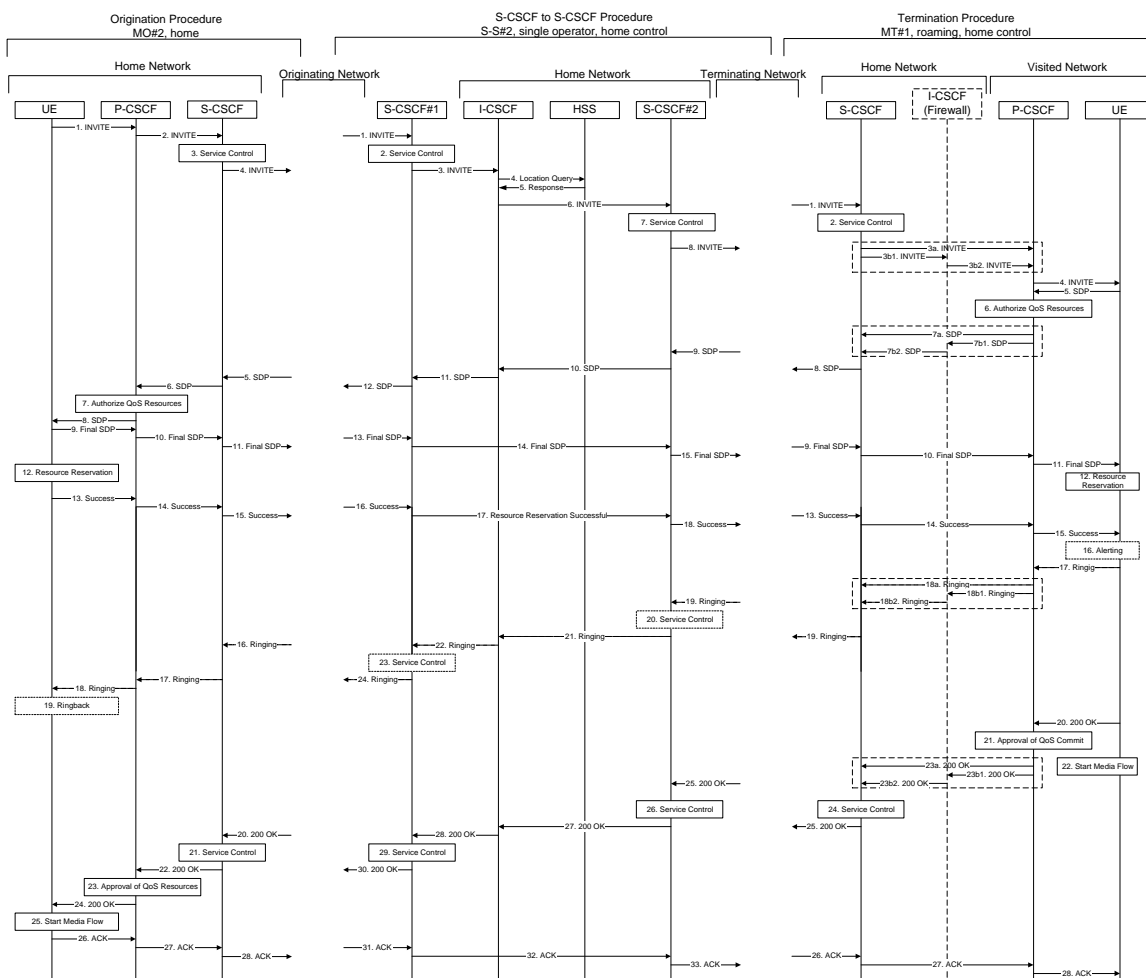 Origination Procedure
MO#2, home
S-CSCF to S-CSCF Procedure
S-S#2, single operator, home control
Termination Procedure
MT#1, roaming, home control
Home Network
Originating Network
Home Network
Terminating Network
Home Network
Visited Network
UE
P-CSCF
S-CSCF
S-CSCF#1
I-CSCF
HSS
S-CSCF#2
S-CSCF
I-CSCF
(Firewall)
P-CSCF
UE
1. INVITE
2. INVITE
3. Service Control
4. INVITE
1. INVITE
2. Service Control
3. INVITE
4. Location Query
5. Response
6. INVITE
7. Service Control
8. INVITE
1. INVITE
2. Service Control
3a. INVITE
3b1. INVITE
3b2. INVITE
4. INVITE
5. SDP
6. Authorize QoS Resources
7a. SDP
7b1. SDP
7b2. SDP
8. SDP
9. SDP
10. SDP
11. SDP
12. SDP
5. SDP
6. SDP
7. Authorize QoS Resources
8. SDP
9. Final SDP
10. Final SDP
11. Final SDP
13. Final SDP
14. Final SDP
15. Final SDP
9. Final SDP
10. Final SDP
11. Final SDP
12. Resource Reservation
12. Resource
Reservation
13. Success
14. Success
15. Success
16. Success
17. Resource Reservation Successful
18. Success
13. Success
14. Success
15. Success
16. Alerting
17. Ringig
18a. Ringing
18b1. Ringing
18b2. Ringing
19. Ringing
19. Ringing
20. Service Control
21. Ringing
22. Ringing
23. Service Control
24. Ringing
16. Ringing
17. Ringing
18. Ringing
19. Ringback
20. 200 OK
21. Approval of QoS Commit
22. Start Media Flow
23a. 200 OK
23b1. 200 OK
23b2. 200 OK
24. Service Control
25. 200 OK
25. 200 OK
26. Service Control
27. 200 OK
28. 200 OK
29. Service Control
30. 200 OK
20. 200 OK
21. Service Control
22. 200 OK
23. Approval of QoS Resources
24. 200 OK
25. Start Media Flow
26. ACK
27. ACK
28. ACK
31. ACK
32. ACK
33. ACK
26. ACK
27. ACK
28. ACK